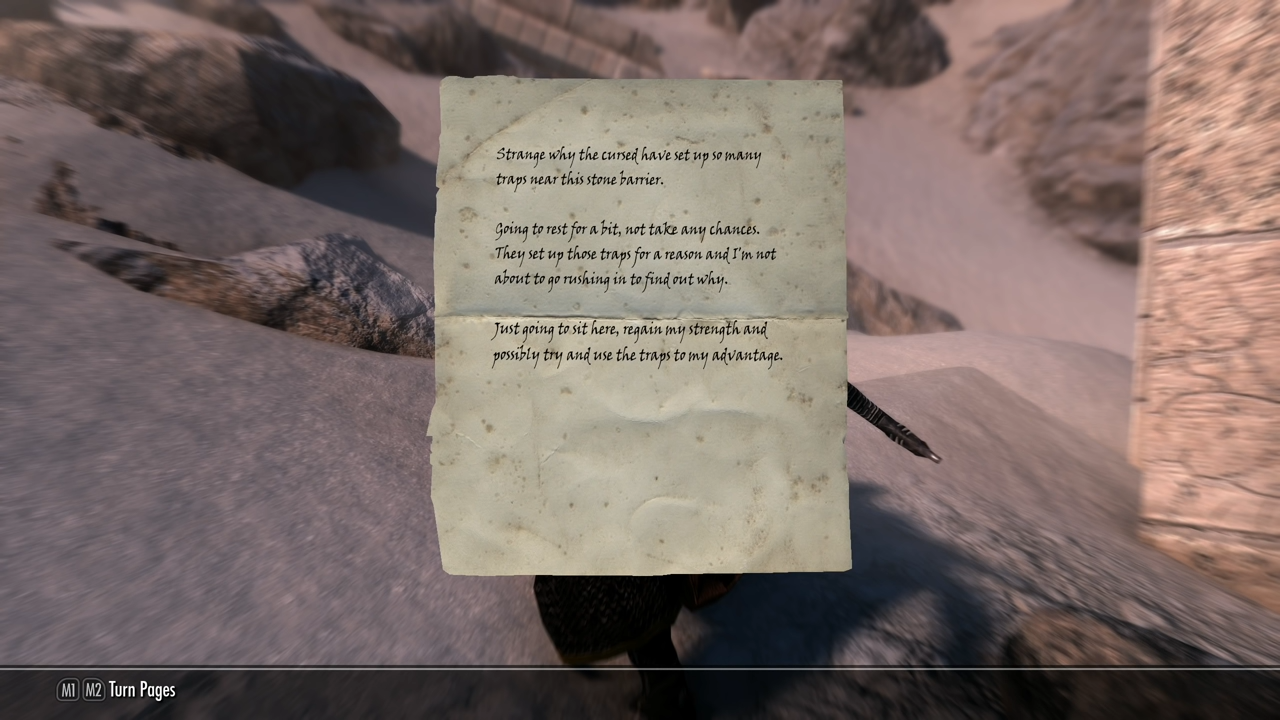 Strange why the cursed have set up so many
traps near this stone barrier.
Going to rest for a bit, not take any chances.
They set up those traps for a reason and I'm not
about to go rushing in to find out why.
Just going to sit here, regain my strength and
possibly try and use the traps to my advantage.
M1 M2 Turn Pages